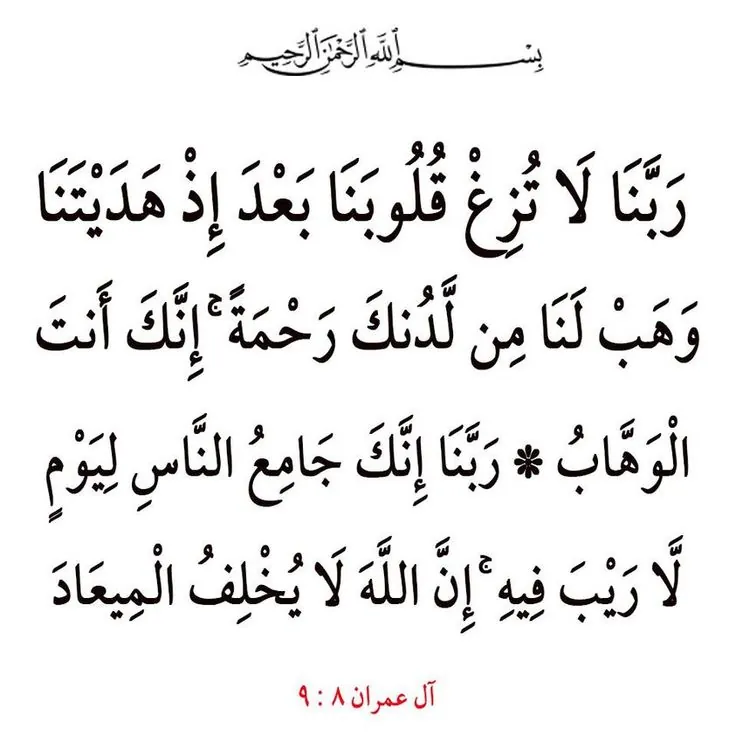 بِسْمِ ٱللَّهِ ٱلرَّحْمَٰنِ ٱلرَّحِيمِ
رَبَّنَا لَا تُزِغْ قُلُوبَنَا بَعْدَ إِذْ هَدَيْتَنَا
وَهَبْ لَنَا مِن لَّدُنكَ رَحْمَةً ۚ إِنَّكَ أَنتَ
الْوَهَّابُ * رَبَّنَا إِنَّكَ جَامِعُ النَّاسِ لِيَوْمٍ
لَّا رَيْبَ فِيهِ ۚ إِنَّ اللَّهَ لَا يُخْلِفُ الْمِيعَادَ
آل عمران ٨ : ٩